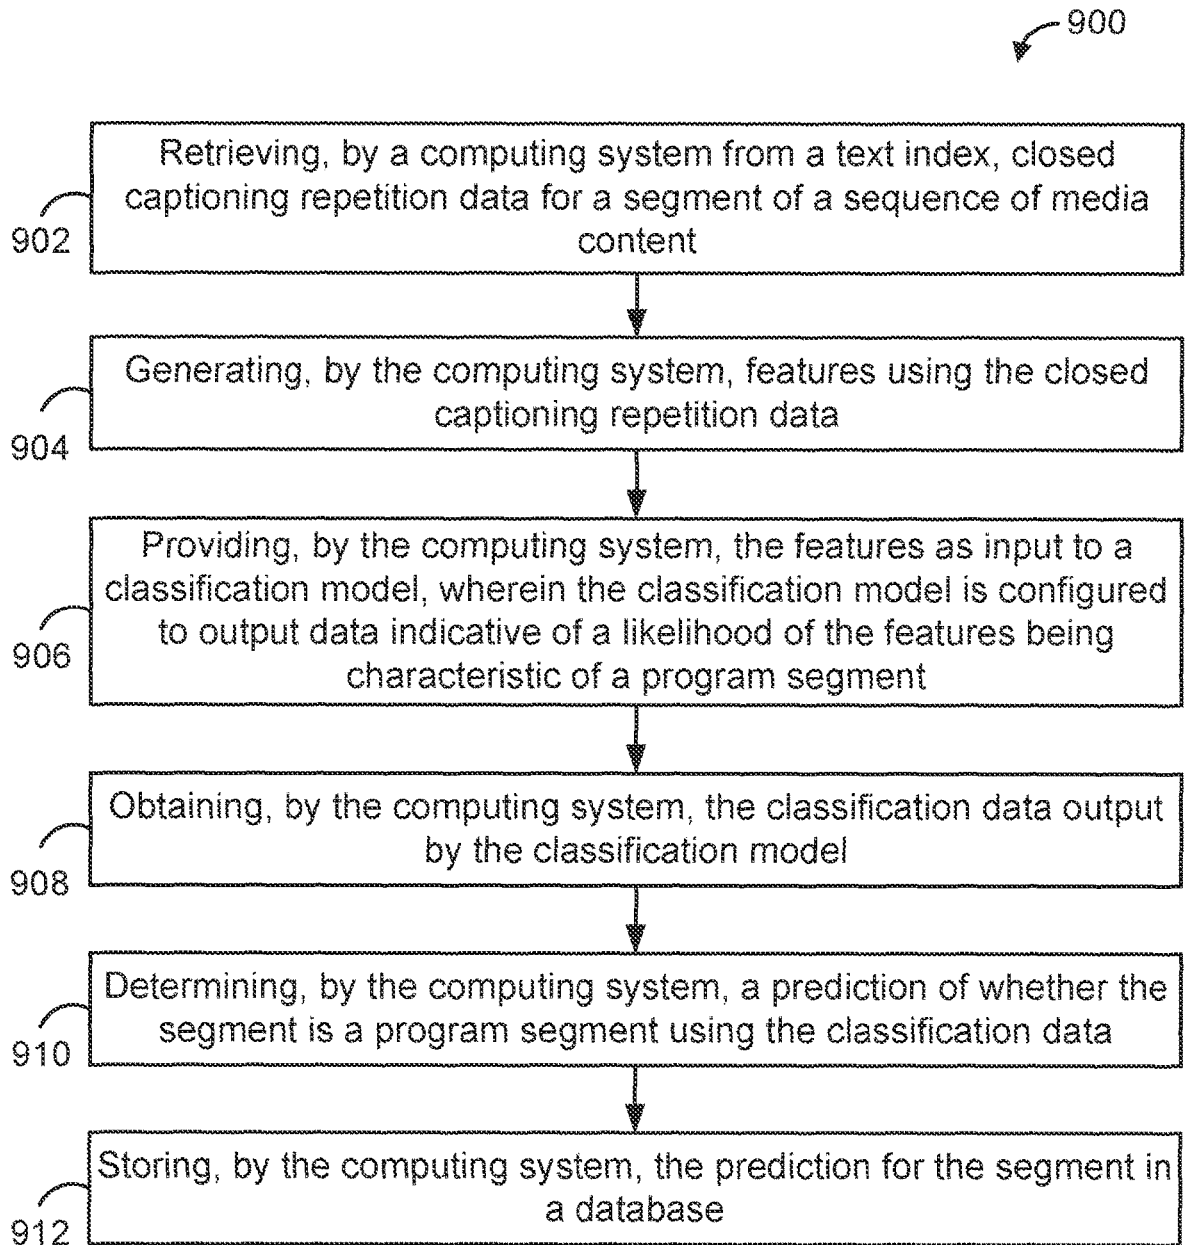 900
Retrieving, by a computing system from a text index, closed
captioning repetition data for a segment of a sequence of media
content
902
Generating, by the computing system, features using the closed
captioning repetition data
904
Providing, by the computing system, the features as input to a
classification model, wherein the classification model is configured
to output data indicative of a likelihood of the features being
characteristic of a program segment
906
Obtaining, by the computing system, the classification data output
by the classification model
908
Determining, by the computing system, a prediction of whether the
segment is a program segment using the classification data
910
Storing, by the computing system, the prediction for the segment in
a database
912